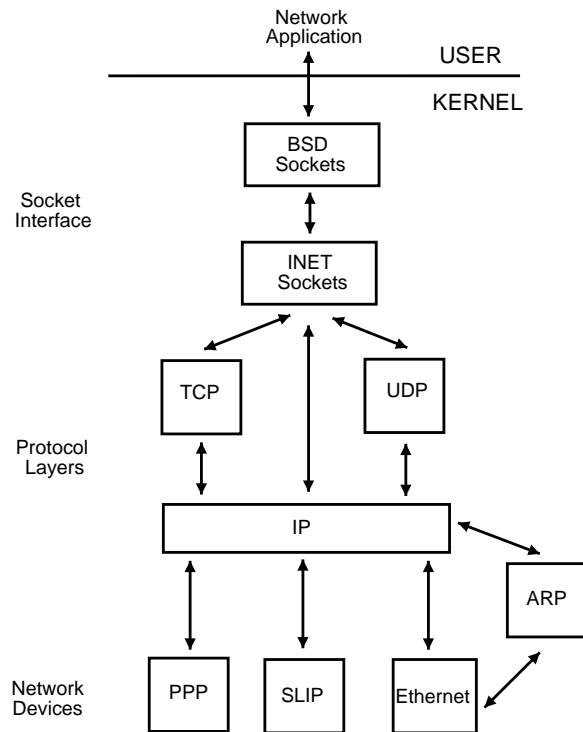 Network
Application
USER
KERNEL
BSD
Sockets
Socket
Interface
INET
Sockets
TCP
UDP
Protocol
Layers
IP
ARP
Network
Devices
PPP
SLIP
Ethernet